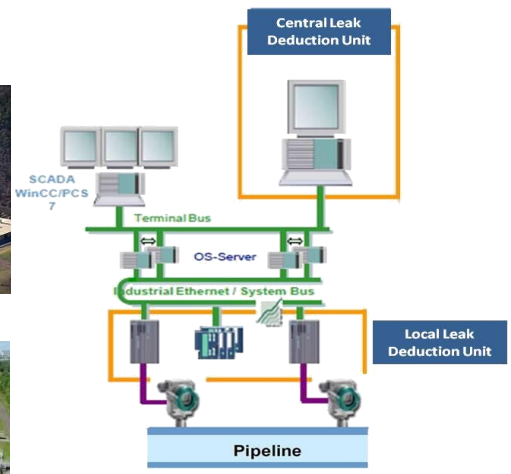 Central Leak
Deduction Unit
SCADA
WinCC/PCS
7
Terminal Bus
OS-Server
Industrial Ethernet / System Bus
Local Leak
Deduction Unit
Pipeline